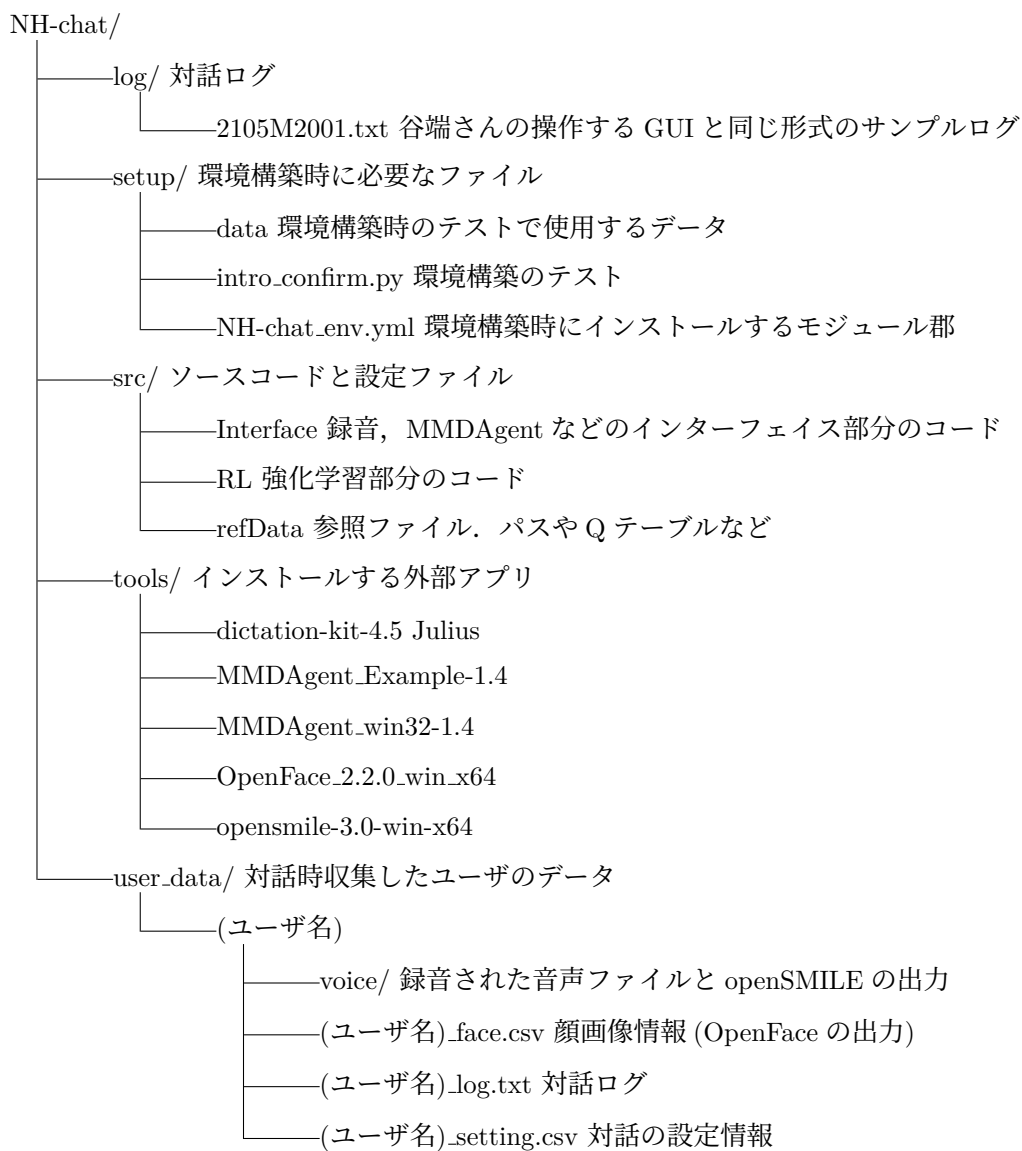 NH-chat/
log/ 対話ログ
2105M2001.txt 谷端さんの操作する GUI と同じ形式のサンプルログ
setup/ 環境構築時に必要なファイル
data 環境構築時のテストで使用するデータ
intro_confirm.py 環境構築のテスト
NH-chat_env.yml 環境構築時にインストールするモジュール郡
src/ ソースコードと設定ファイル
Interface 録音，MMDAgent などのインターフェイス部分のコード
RL 強化学習部分のコード
refData 参照ファイル．パスや Q テーブルなど
tools/ インストールする外部アプリ
dictation-kit-4.5 Julius
MMDAgent_Example-1.4
MMDAgent_win32-1.4
OpenFace_2.2.0_win_x64
opensmile-3.0-win-x64
user_data/ 対話時収集したユーザのデータ
(ユーザ名)
voice/ 録音された音声ファイルと openSMILE の出力
(ユーザ名)_face.csv 顔画像情報 (OpenFace の出力)
(ユーザ名)_log.txt 対話ログ
(ユーザ名)_setting.csv 対話の設定情報